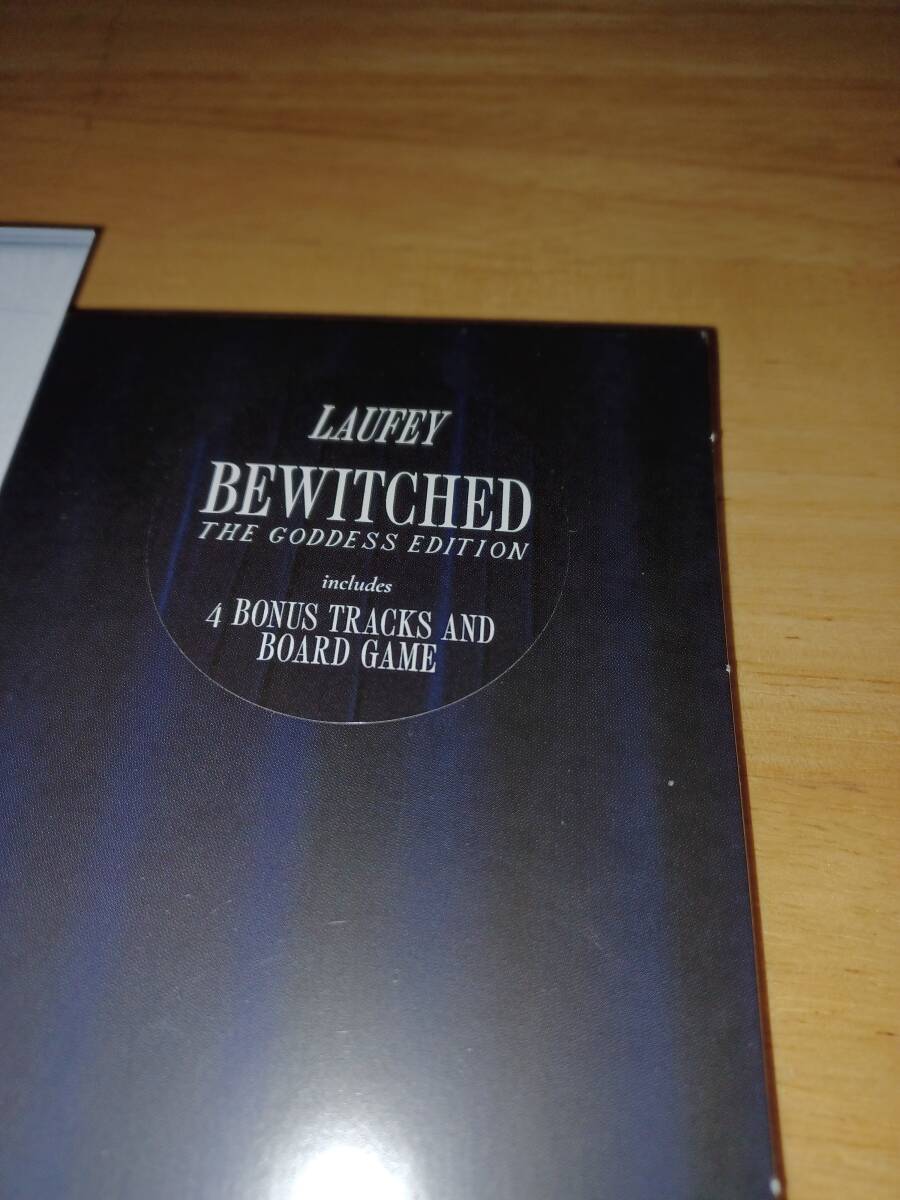 LAUFEY
BEWITCHED
THE GODDESS EDITION
includes
4 BONUS TRACKS AND
BOARD GAME